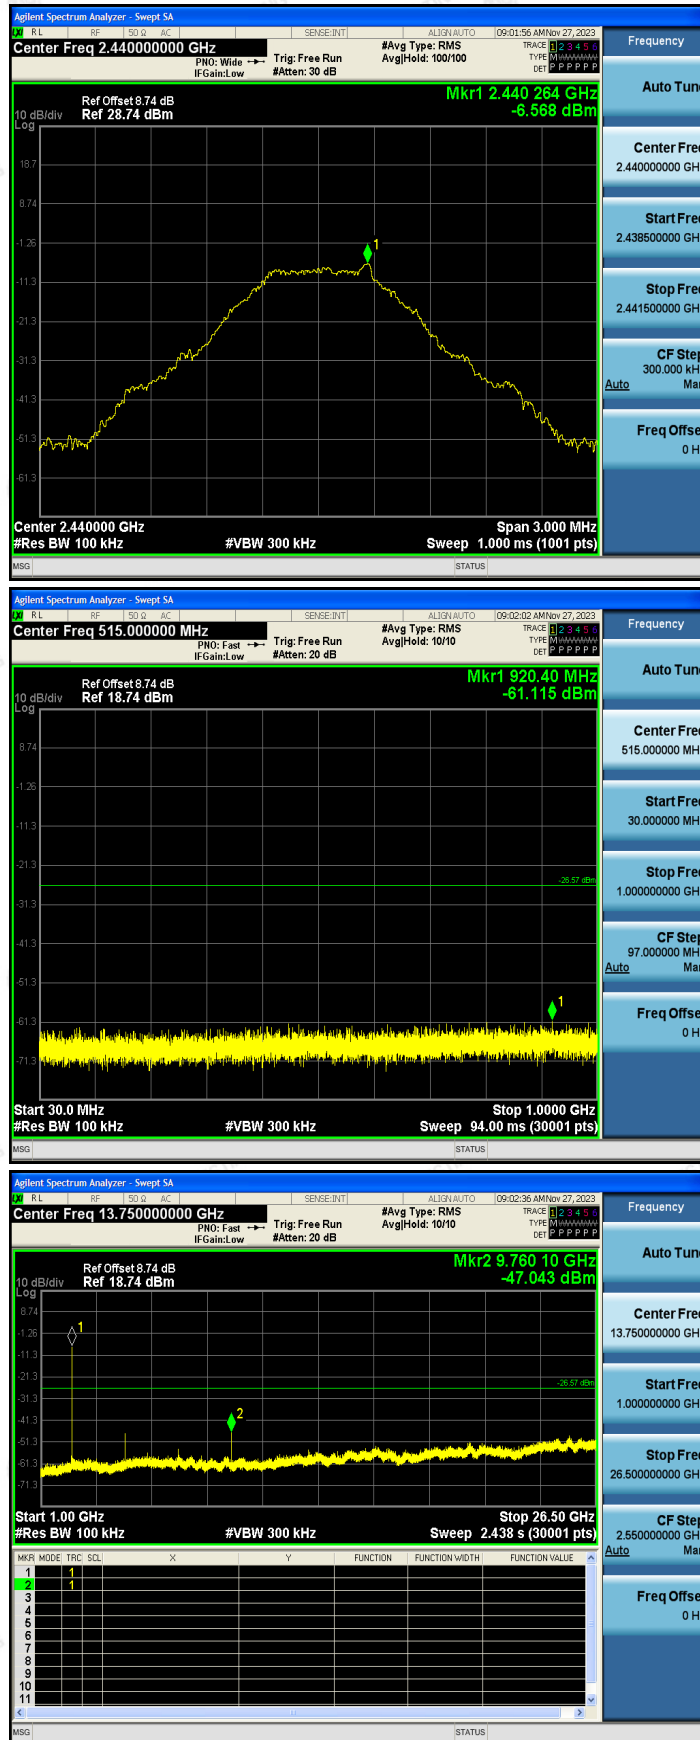 Agilent Spectrum Analyzer - Swept SA
LXI RL RF 50 Ω AC SENSE:INT ALIGN AUTO 09:01:56 AM Nov 27, 2023
Center Freq 2.440000000 GHz
PNO: Wide
IFGain:Low
Trig: Free Run
#Atten: 30 dB
#Avg Type: RMS
Avg|Hold: 100/100
TRACE 1 2 3 4 5 6
TYPE M
DET P P P P P P
Frequency
Auto Tune
Mkr1 2.440 264 GHz
-6.568 dBm
Ref Offset 8.74 dB
10 dB/div Ref 28.74 dBm
Log
18.7
8.74
-1.26
-11.3
-21.3
-31.3
-41.3
-51.3
-61.3
1
Center Freq
2.440000000 GH
Start Freq
2.438500000 GH
Stop Freq
2.441500000 GH
CF Step
300.000 kH
Auto Man
Freq Offse
0 H
Center 2.440000 GHz Span 3.000 MHz
#Res BW 100 kHz #VBW 300 kHz Sweep 1.000 ms (1001 pts)
MSG STATUS
Agilent Spectrum Analyzer - Swept SA
LXI RL RF 50 Ω AC SENSE:INT ALIGN AUTO 09:02:02 AM Nov 27, 2023
Center Freq 515.000000 MHz
PNO: Fast
IFGain:Low
Trig: Free Run
#Atten: 20 dB
#Avg Type: RMS
Avg|Hold: 10/10
TRACE 1 2 3 4 5 6
TYPE M
DET P P P P P P
Frequency
Auto Tune
Mkr1 920.40 MHz
-61.115 dBm
Ref Offset 8.74 dB
10 dB/div Ref 18.74 dBm
Log
8.74
-1.26
-11.3
-21.3
-31.3
-41.3
-51.3
-61.3
-71.3
-26.57 dBm
1
Center Freq
515.000000 MH
Start Freq
30.000000 MH
Stop Freq
1.000000000 GH
CF Step
97.000000 MH
Auto Man
Freq Offse
0 H
Start 30.0 MHz Stop 1.0000 GHz
#Res BW 100 kHz #VBW 300 kHz Sweep 94.00 ms (30001 pts)
MSG STATUS
Agilent Spectrum Analyzer - Swept SA
LXI RL RF 50 Ω AC SENSE:INT ALIGN AUTO 09:02:36 AM Nov 27, 2023
Center Freq 13.750000000 GHz
PNO: Fast
IFGain:Low
Trig: Free Run
#Atten: 20 dB
#Avg Type: RMS
Avg|Hold: 10/10
TRACE 1 2 3 4 5 6
TYPE M
DET P P P P P P
Frequency
Auto Tune
Mkr2 9.760 10 GHz
-47.043 dBm
Ref Offset 8.74 dB
10 dB/div Ref 18.74 dBm
Log
8.74
-1.26
-11.3
-21.3
-31.3
-41.3
-51.3
-61.3
-71.3
-26.57 dBm
1
2
Center Freq
13.750000000 GH
Start Freq
1.000000000 GH
Stop Freq
26.500000000 GH
CF Step
2.550000000 GH
Auto Man
Freq Offse
0 H
Start 1.00 GHz Stop 26.50 GHz
#Res BW 100 kHz #VBW 300 kHz Sweep 2.438 s (30001 pts)
MKR MODE TRC SCL X Y FUNCTION FUNCTION WIDTH FUNCTION VALUE
1 1
2 1
3
4
5
6
7
8
9
10
11
MSG STATUS